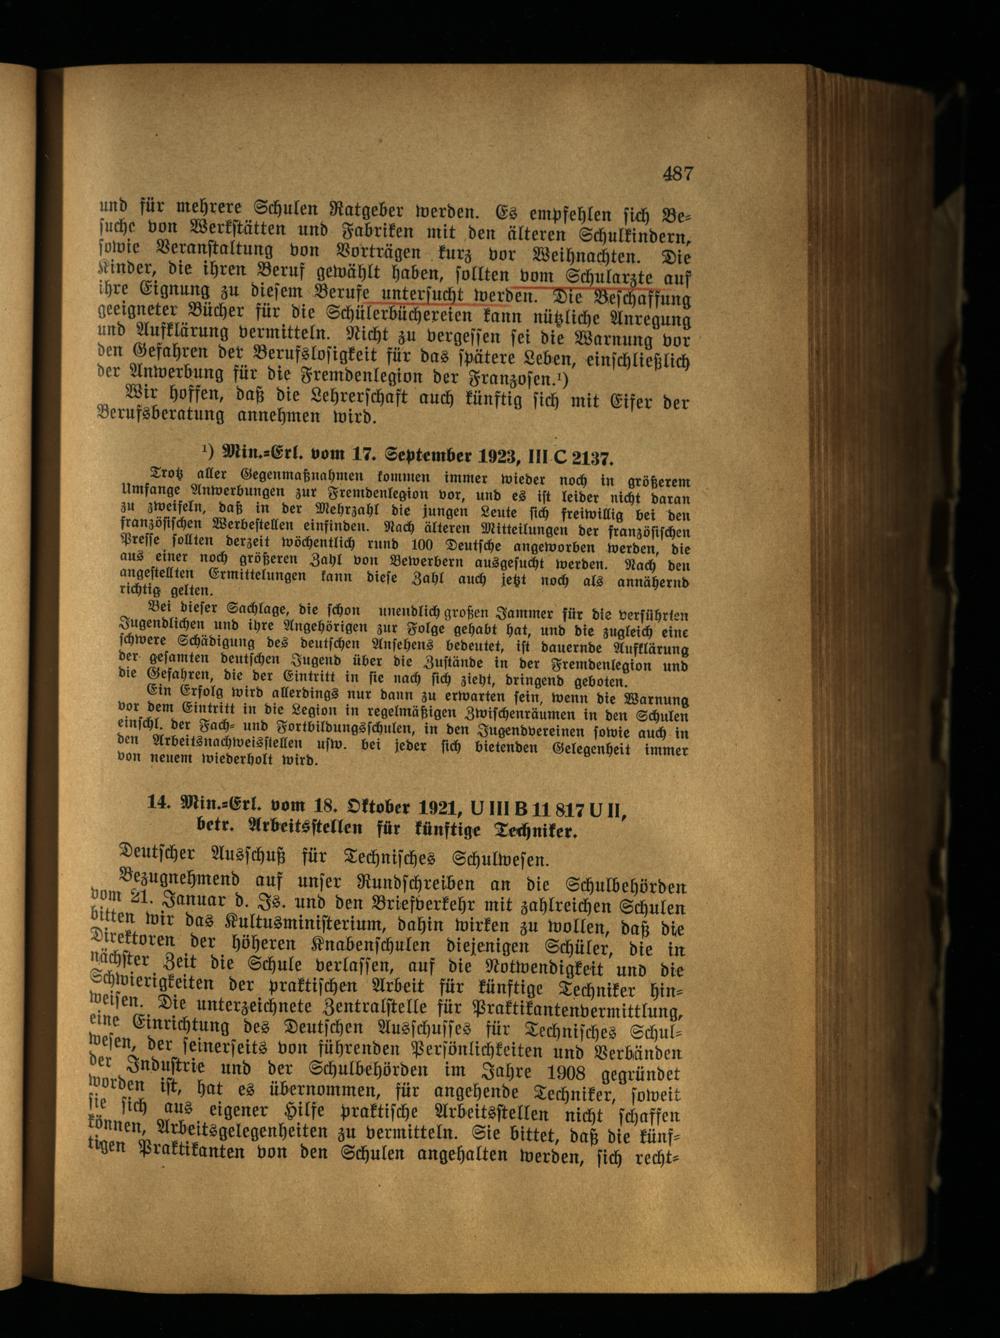 487
und für mehrere Schulen Ratgeber werden. Es empfehlen sich Be-
suche von Werkstätten und Fabriken mit den älteren Schulkindern,
sowie Veranstaltung von Vorträgen kurz vor Weihnachten. Die
Kinder, die ihren Beruf gewählt haben, sollten vom Schularzte auf
ihre Eignung zu diesem Berufe untersucht werden. Die Beschaffung
geeigneter Bücher für die Schülerbüchereien kann nützliche Anregung
und Aufklärung vermitteln. Nicht zu vergessen sei die Warnung vor
den Gefahren der Berufslosigkeit für das spätere Leben, einschließlich
der Anwerbung für die Fremdenlegion der Franzosen.¹)
Wir hoffen, daß die Lehrerschaft auch künftig sich mit Eifer der
Berufsberatung annehmen wird.
¹) Min.-Erl. vom 17. September 1923, III C 2137.
Trotz aller Gegenmaßnahmen kommen immer wieder noch in größerem
Umfange Anwerbungen zur Fremdenlegion vor, und es ist leider nicht daran
zu zweifeln, daß in der Mehrzahl die jungen Leute sich freiwillig bei den
französischen Werbestellen einfinden. Nach älteren Mitteilungen der französischen
Presse sollten derzeit wöchentlich rund 100 Deutsche angeworben werden, die
aus einer noch größeren Zahl von Bewerbern ausgesucht werden. Nach den
angestellten Ermittelungen kann diese Zahl auch jetzt noch als annähernd
richtig gelten.
Bei dieser Sachlage, die schon unendlich großen Jammer für die verführten
Jugendlichen und ihre Angehörigen zur Folge gehabt hat, und die zugleich eine
schwere Schädigung des deutschen Ansehens bedeutet, ist dauernde Aufklärung
der gesamten deutschen Jugend über die Zustände in der Fremdenlegion und
die Gefahren, die der Eintritt in sie nach sich zieht, dringend geboten.
Ein Erfolg wird allerdings nur dann zu erwarten sein, wenn die Warnung
vor dem Eintritt in die Legion in regelmäßigen Zwischenräumen in den Schulen
einschl. der Fach- und Fortbildungsschulen, in den Jugendvereinen sowie auch in
den Arbeitsnachweisstellen usw. bei jeder sich bietenden Gelegenheit immer
von neuem wiederholt wird.
14. Min.-Erl. vom 18. Oktober 1921, U III B 11 817 U II,
betr. Arbeitsstellen für künftige Techniker.
Deutscher Ausschuß für Technisches Schulwesen.
Bezugnehmend auf unser Rundschreiben an die Schulbehörden
vom 21. Januar d. Js. und den Briefverkehr mit zahlreichen Schulen
bitten wir das Kultusministerium, dahin wirken zu wollen, daß die
Direktoren der höheren Knabenschulen diejenigen Schüler, die in
nächster Zeit die Schule verlassen, auf die Notwendigkeit und die
Schwierigkeiten der praktischen Arbeit für künftige Techniker hin-
weisen. Die unterzeichnete Zentralstelle für Praktikantenvermittlung,
eine Einrichtung des Deutschen Ausschusses für Technisches Schul-
wesen, der seinerseits von führenden Persönlichkeiten und Verbänden
der Industrie und der Schulbehörden im Jahre 1908 gegründet
worden ist, hat es übernommen, für angehende Techniker, soweit
sie sich aus eigener Hilfe praktische Arbeitsstellen nicht schaffen
können, Arbeitsgelegenheiten zu vermitteln. Sie bittet, daß die künf-
tigen Praktikanten von den Schulen angehalten werden, sich recht-